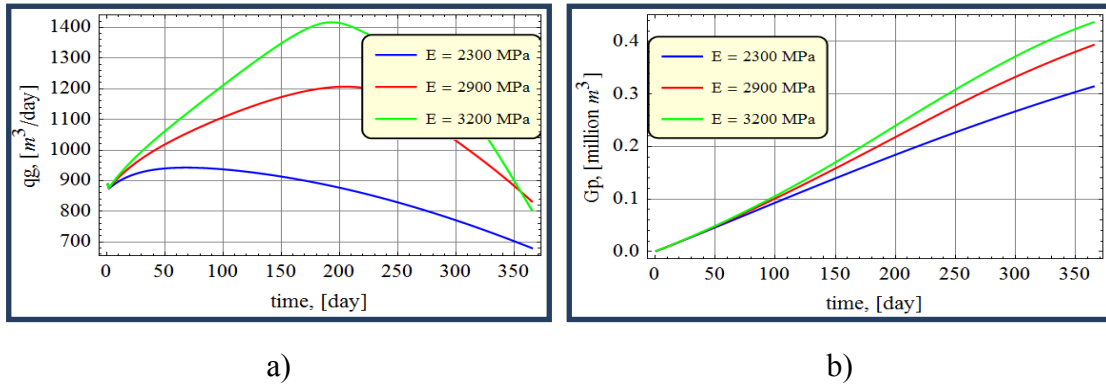 qg, [m³/day]
1400
1200
1000
900
800
700
E = 2300 MPa
E = 2900 MPa
E = 3200 MPa
0 50 100 150 200 250 300 350
time, [day]
a)
Gp, [million m³]
0.4
0.3
0.2
0.1
0.0
E = 2300 MPa
E = 2900 MPa
E = 3200 MPa
0 50 100 150 200 250 300 350
time, [day]
b)